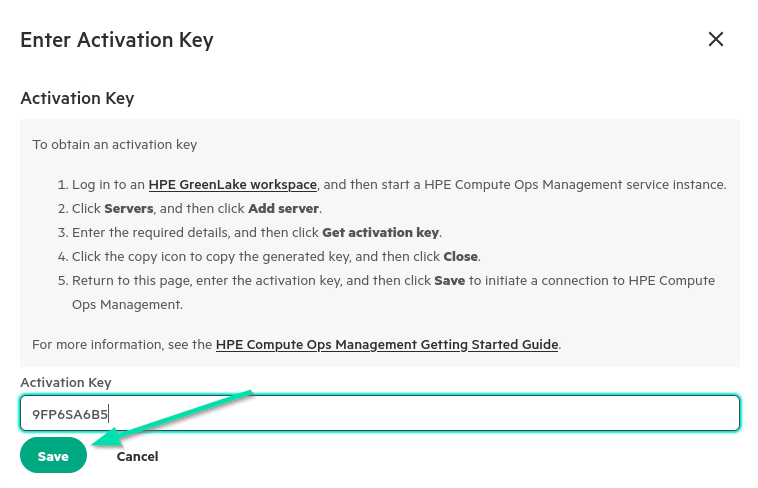 Enter Activation Key
Activation Key
To obtain an activation key
1. Log in to an HPE GreenLake workspace, and then start a HPE Compute Ops Management service instance.
2. Click Servers, and then click Add server.
3. Enter the required details, and then click Get activation key.
4. Click the copy icon to copy the generated key, and then click Close.
5. Return to this page, enter the activation key, and then click Save to initiate a connection to HPE Compute
Ops Management.
For more information, see the HPE Compute Ops Management Getting Started Guide.
Activation Key
9FP6SA6B5
Save
Cancel